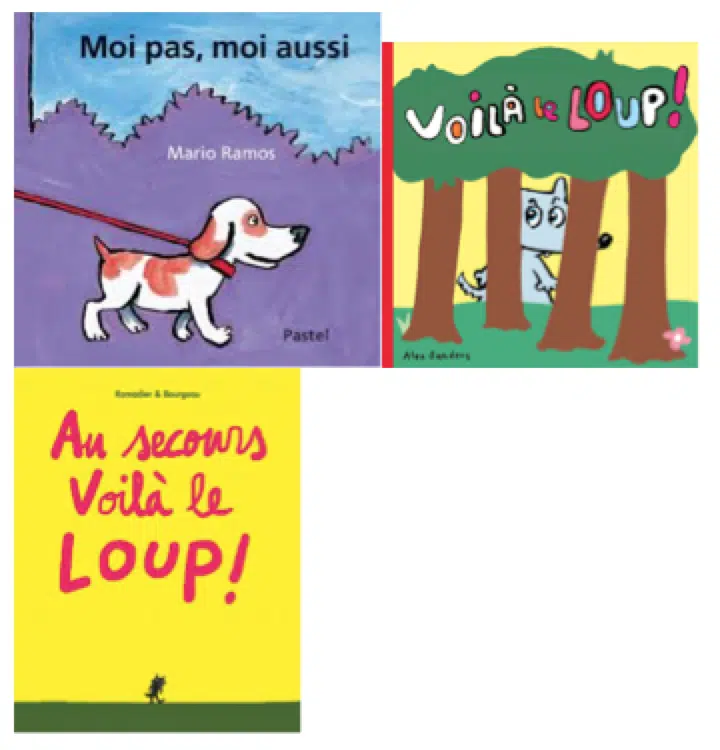 Moi pas, moi aussi
Mario Ramos
Pastel
Voilà le Loup!
Alex Sanders
Ramadier & Bourgeau
Au secours
Voilà le
Loup!